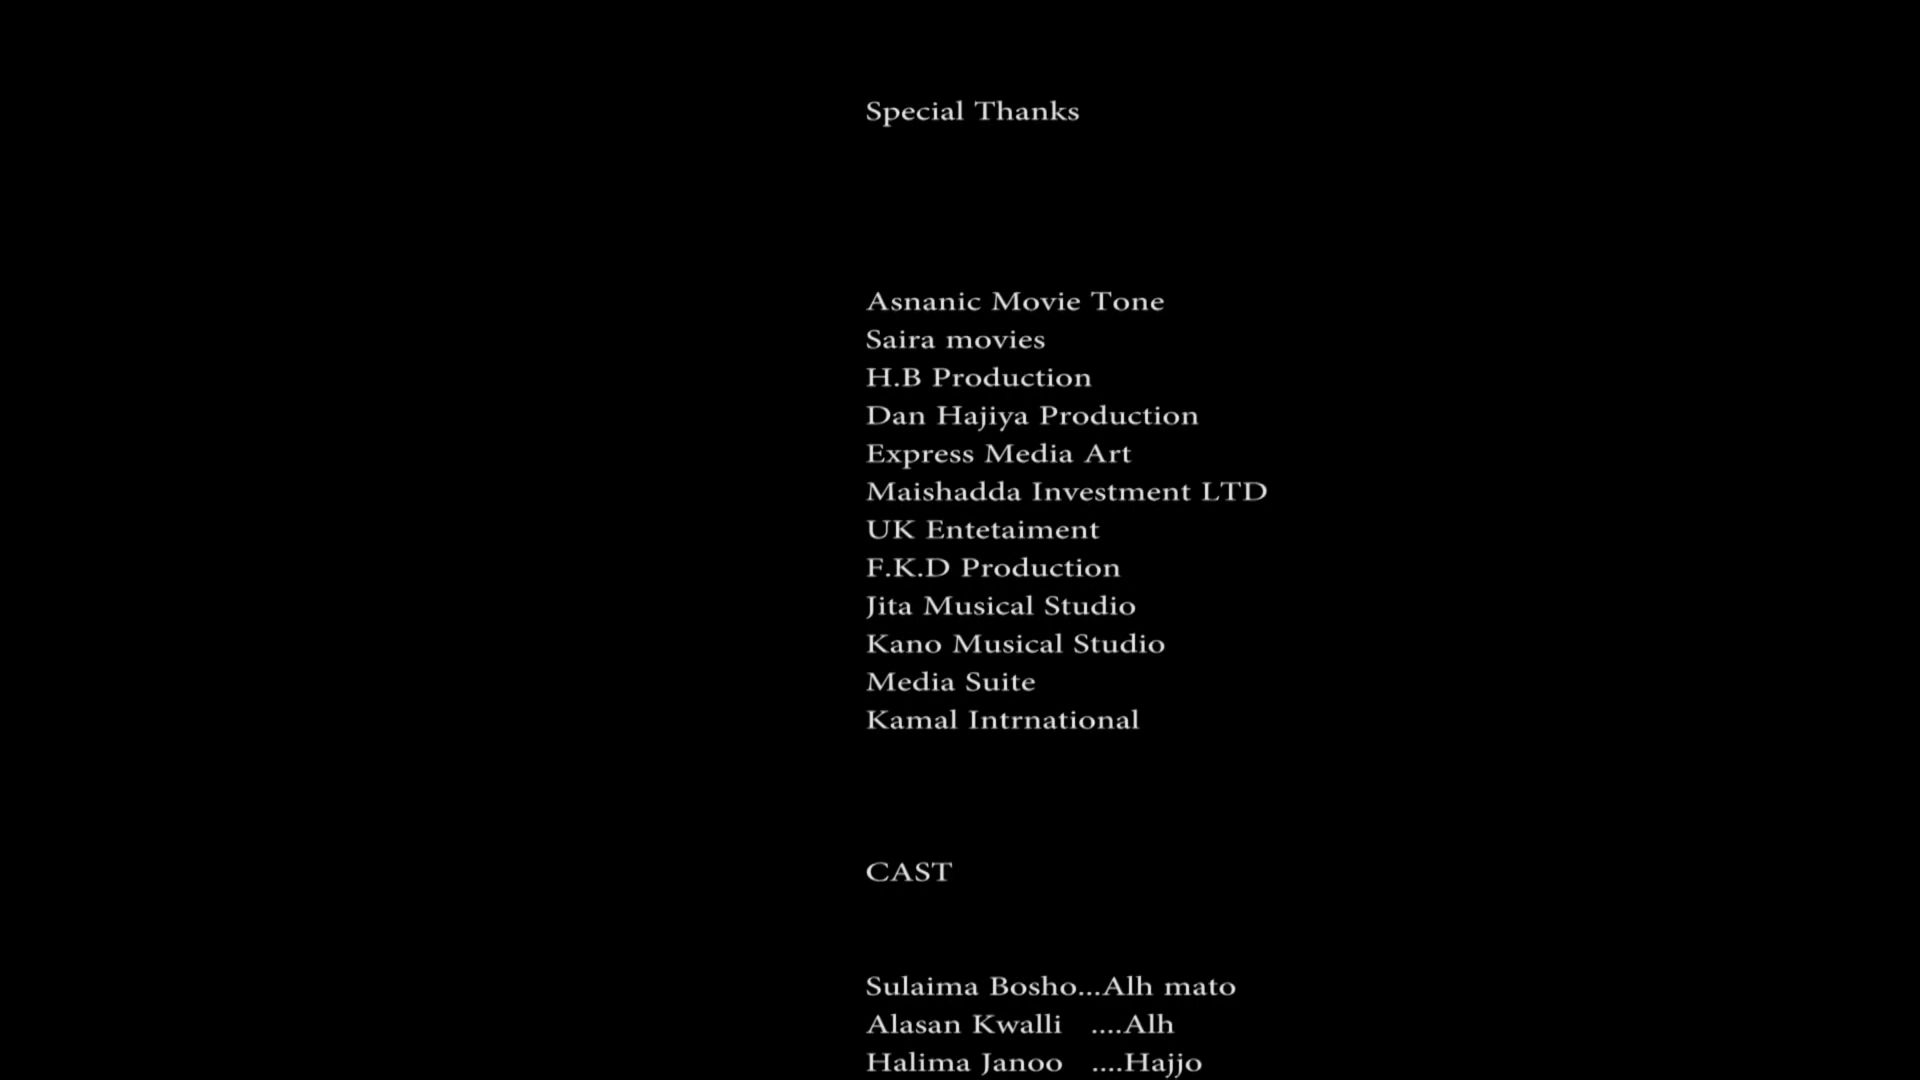 Special Thanks
Asnanic Movie Tone
Saira movies
H.B Production
Dan Hajiya Production
Express Media Art
Maishadda Investment LTD
UK Entetaiment
F.K.D Production
Jita Musical Studio
Kano Musical Studio
Media Suite
Kamal Intrnational
CAST
Sulaima Bosho...Alh mato
Alasan Kwalli ....Alh
Halima Janoo ....Hajjo